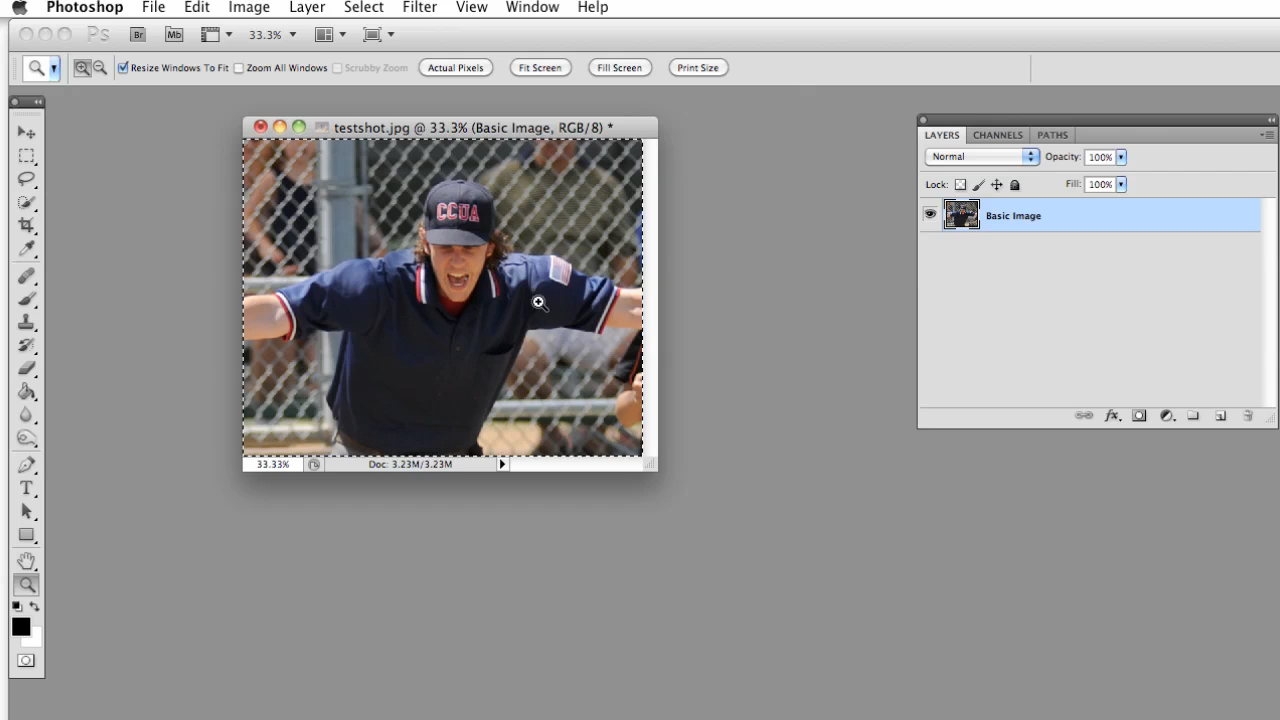 Photoshop File Edit Image Layer Select Filter View Window Help
Ps Br Mb 33.3%
Resize Windows To Fit Zoom All Windows Scrubby Zoom Actual Pixels Fit Screen Fill Screen Print Size
testshot.jpg @ 33.3% (Basic Image, RGB/8) *
CCUA
33.33% Doc: 3.23M/3.23M
LAYERS CHANNELS PATHS
Normal Opacity: 100%
Lock: Fill: 100%
Basic Image
fx
T